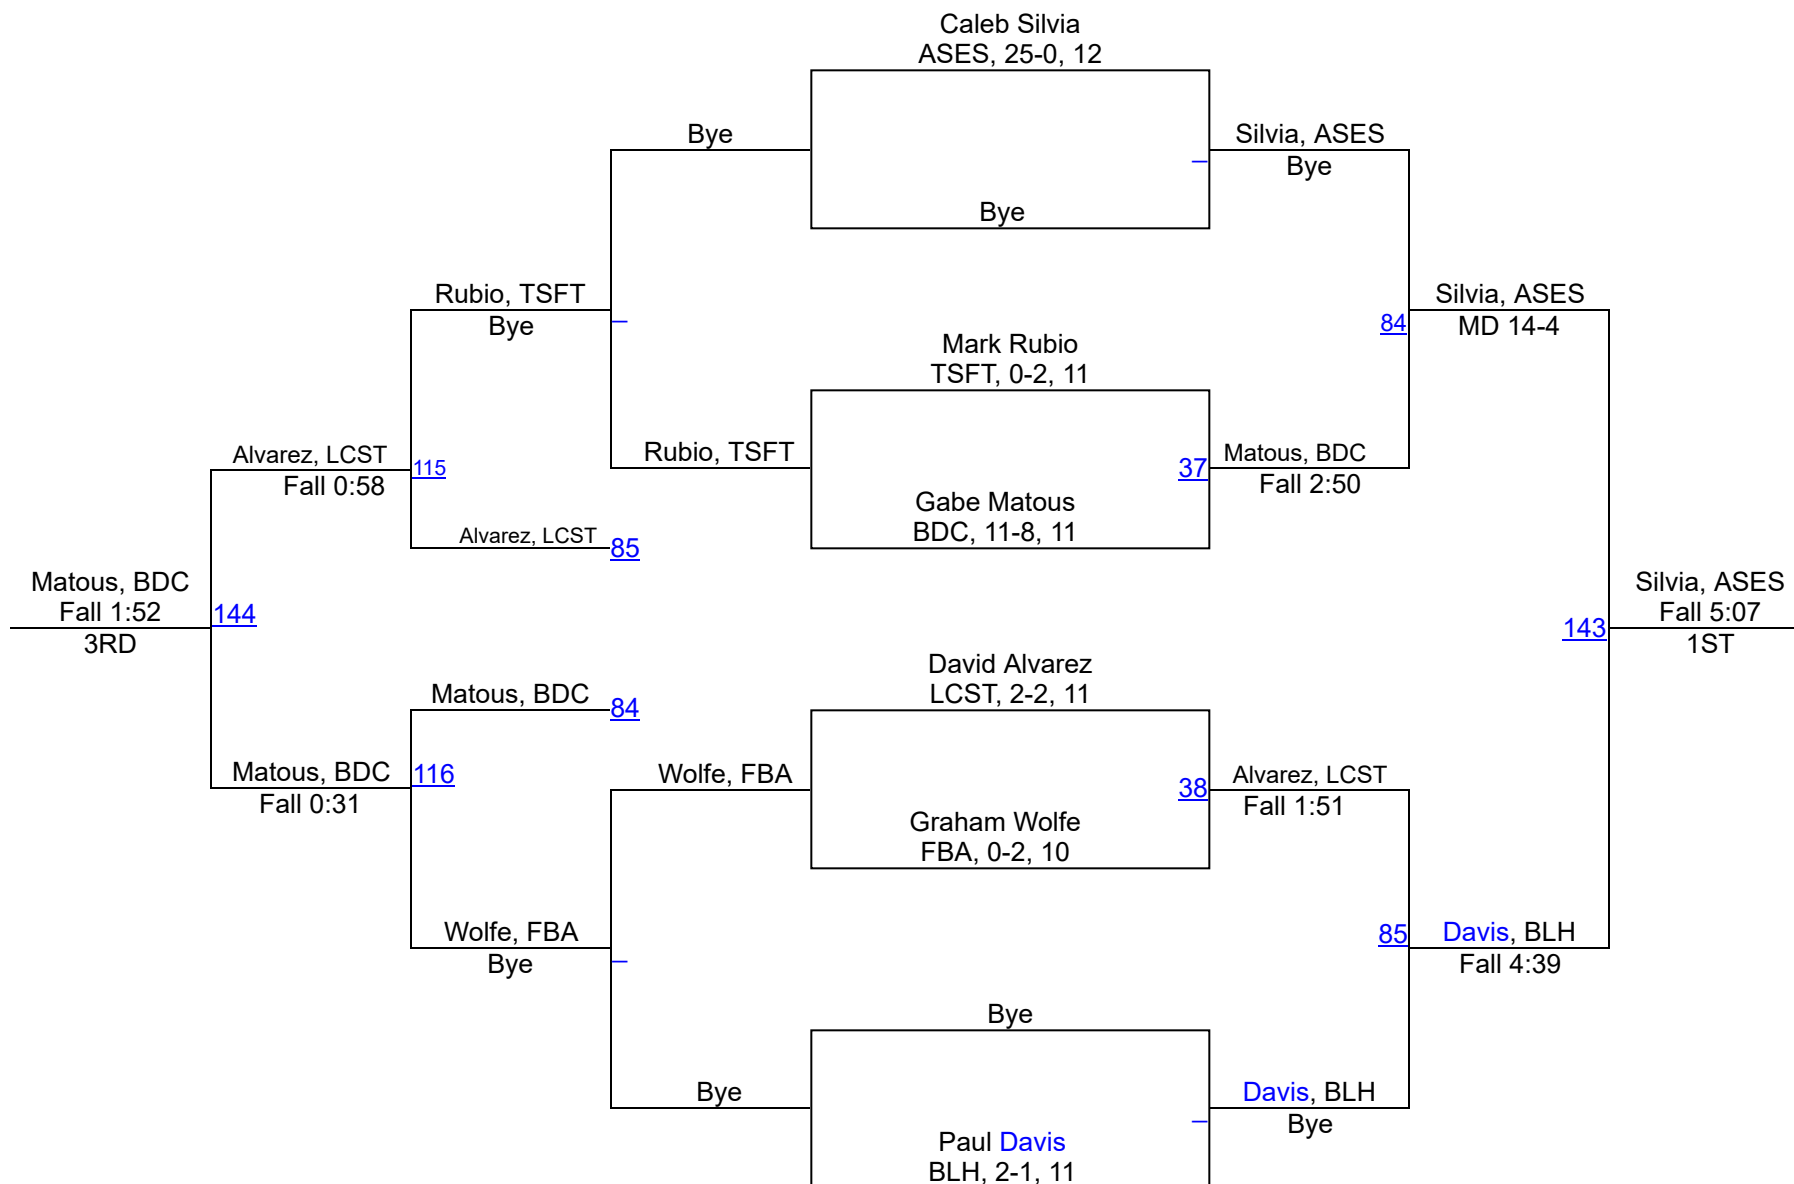 Caleb Silvia
ASES, 25-0, 12
Bye
Silvia, ASES
Bye
Bye
Rubio, TSFT
Bye
Silvia, ASES
84
MD 14-4
Mark Rubio
TSFT, 0-2, 11
Alvarez, LCST
115
Fall 0:58
Rubio, TSFT
37
Matous, BDC
Fall 2:50
Gabe Matous
BDC, 11-8, 11
Alvarez, LCST
85
Matous, BDC
Fall 1:52
144
3RD
Silvia, ASES
Fall 5:07
143
1ST
David Alvarez
LCST, 2-2, 11
Matous, BDC
84
Matous, BDC
116
Fall 0:31
Wolfe, FBA
38
Alvarez, LCST
Fall 1:51
Graham Wolfe
FBA, 0-2, 10
Wolfe, FBA
Bye
85
Davis, BLH
Fall 4:39
Bye
Bye
Davis, BLH
Bye
Paul Davis
BLH, 2-1, 11